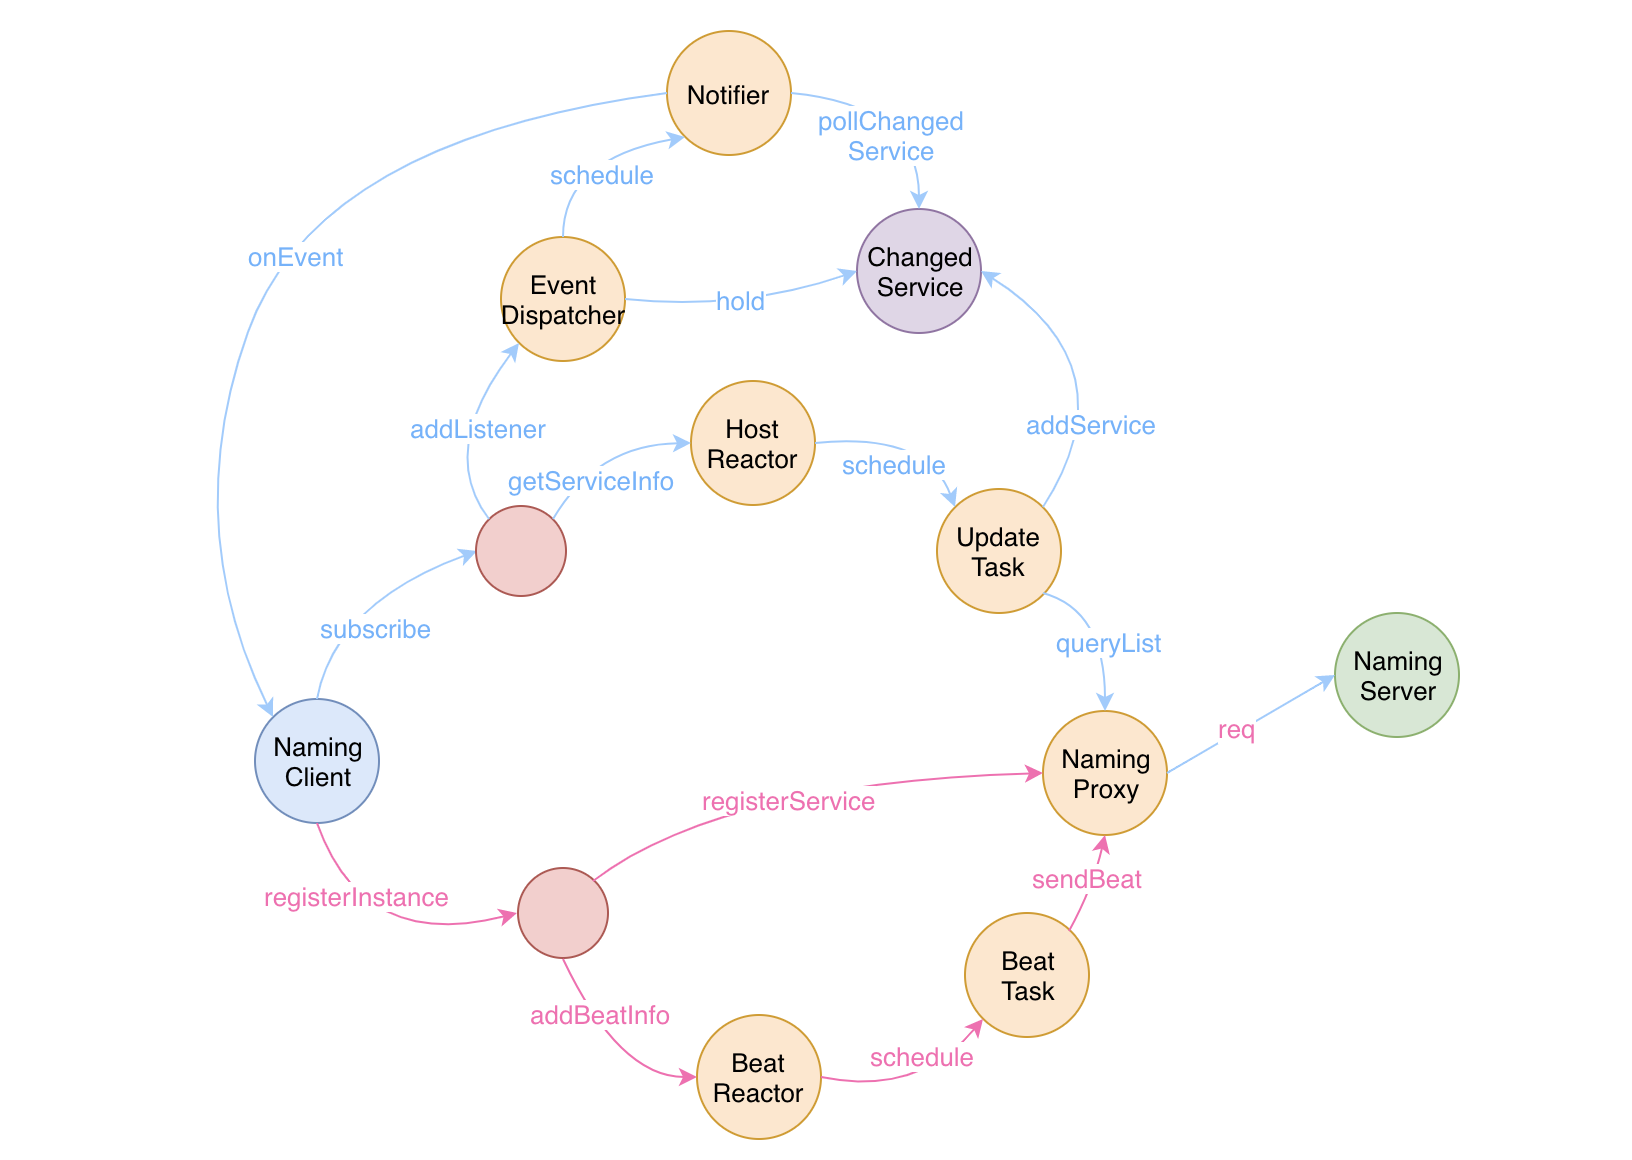 Notifier
pollChanged
Service
schedule
onEvent
Changed
Service
Event
Dispatcher
hold
Host
Reactor
addListener
addService
schedule
getServiceInfo
Update
Task
subscribe
queryList
Naming
Server
req
Naming
Client
Naming
Proxy
registerService
sendBeat
registerInstance
Beat
Task
addBeatInfo
schedule
Beat
Reactor